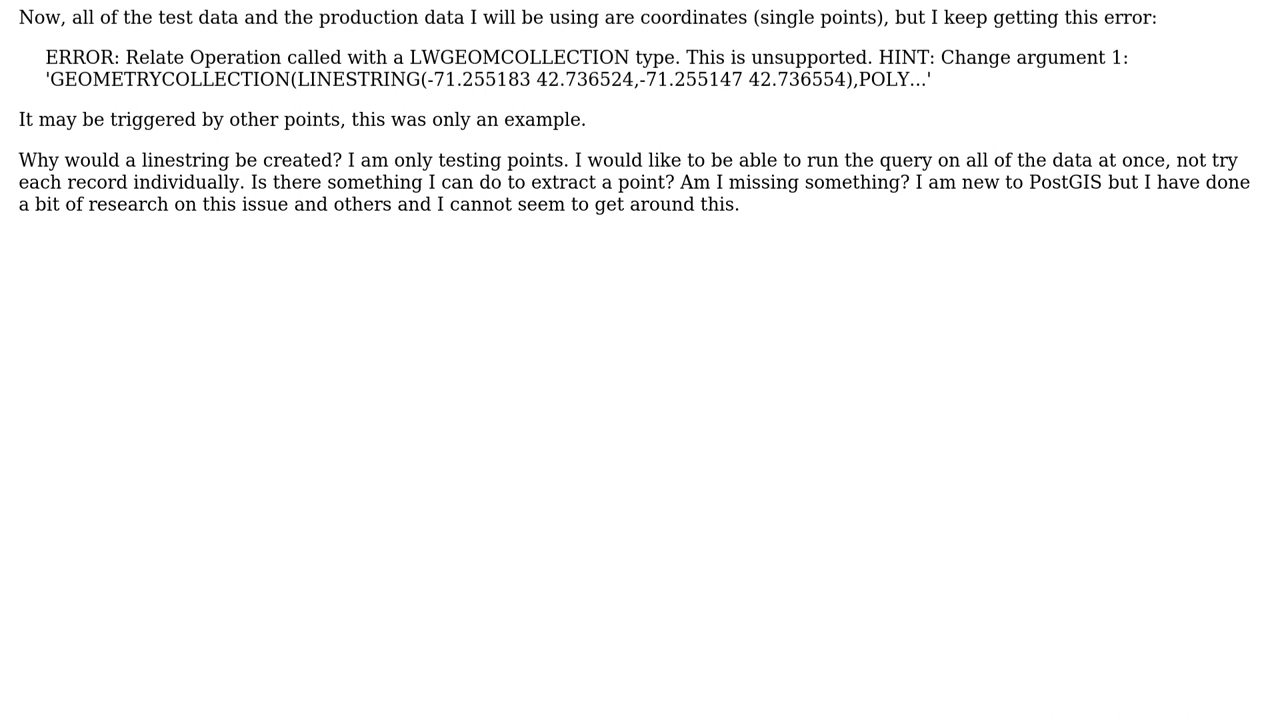 Now, all of the test data and the production data I will be using are coordinates (single points), but I keep getting this error:
ERROR: Relate Operation called with a LWGEOMCOLLECTION type. This is unsupported. HINT: Change argument 1:
'GEOMETRYCOLLECTION(LINESTRING(-71.255183 42.736524,-71.255147 42.736554),POLY...'
It may be triggered by other points, this was only an example.
Why would a linestring be created? I am only testing points. I would like to be able to run the query on all of the data at once, not try
each record individually. Is there something I can do to extract a point? Am I missing something? I am new to PostGIS but I have done
a bit of research on this issue and others and I cannot seem to get around this.